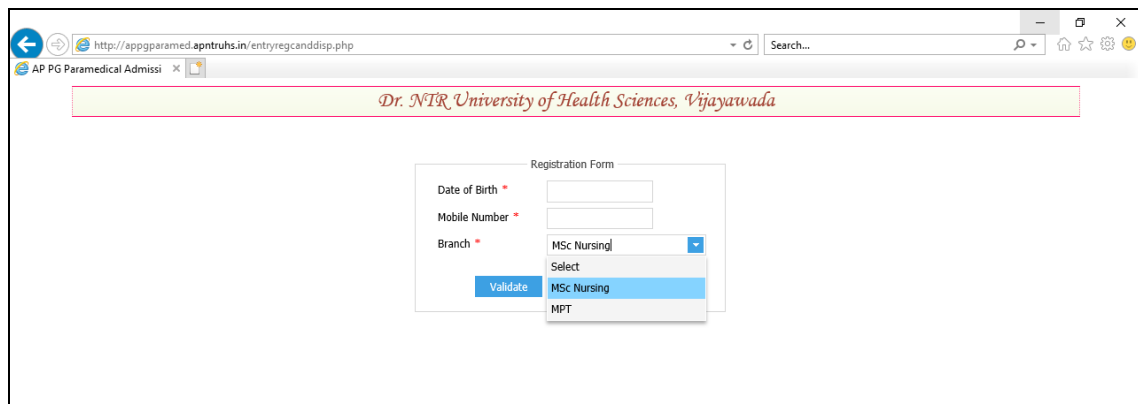 http://appgparamed.apntruhs.in/entryregcanddisp.php
Search...
AP PG Paramedical Admissi
Dr. NTR University of Health Sciences, Vijayawada
Registration Form
Date of Birth *
Mobile Number *
Branch *
MSc Nursing
Select
Validate
MSc Nursing
MPT